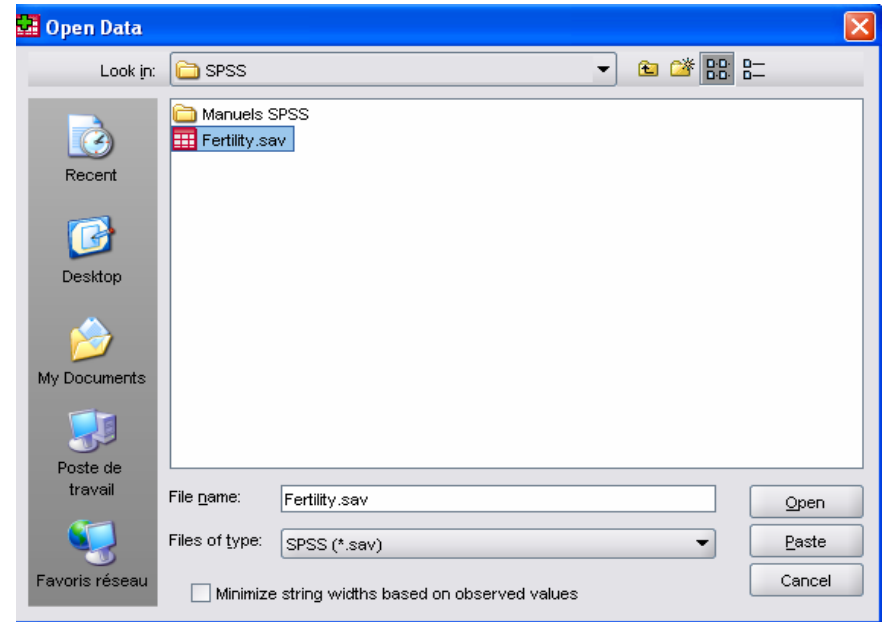 Open Data
Look in:
SPSS
Manuels SPSS
Fertility.sav
Recent
Desktop
My Documents
Poste de
travail
Favoris réseau
File name:
Fertility.sav
Open
Files of type:
SPSS (*.sav)
Paste
Minimize string widths based on observed values
Cancel